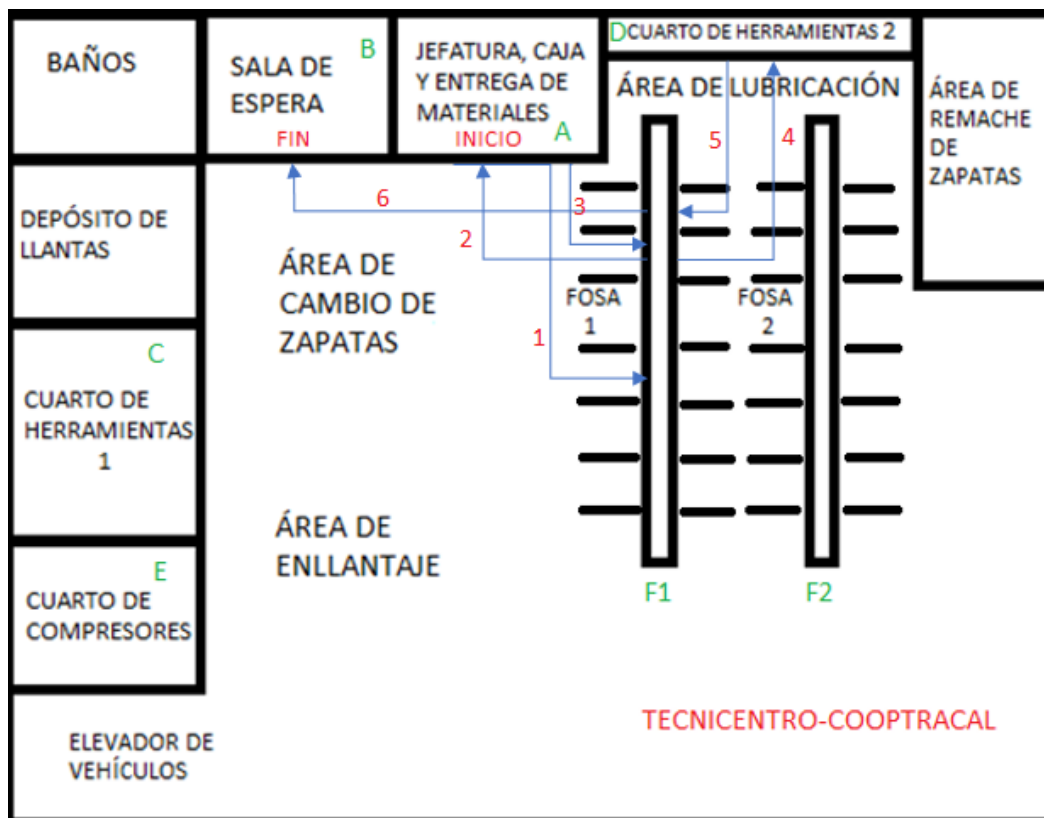 BAÑOS
B
SALA DE
ESPERA
FIN
JEFATURA, CAJA
Y ENTREGA DE
MATERIALES
INICIO
A
D
CUARTO DE HERRAMIENTAS 2
ÁREA DE LUBRICACIÓN
5
4
ÁREA DE
REMACHE
DE
ZAPATAS
DEPÓSITO DE
LLANTAS
6
3
2
ÁREA DE
CAMBIO DE
ZAPATAS
1
FOSA
1
FOSA
2
C
CUARTO DE
HERRAMIENTAS
1
ÁREA DE
ENLLANTAJE
E
CUARTO DE
COMPRESORES
F1
F2
TECNICENTRO-COOPTRACAL
ELEVADOR DE
VEHÍCULOS